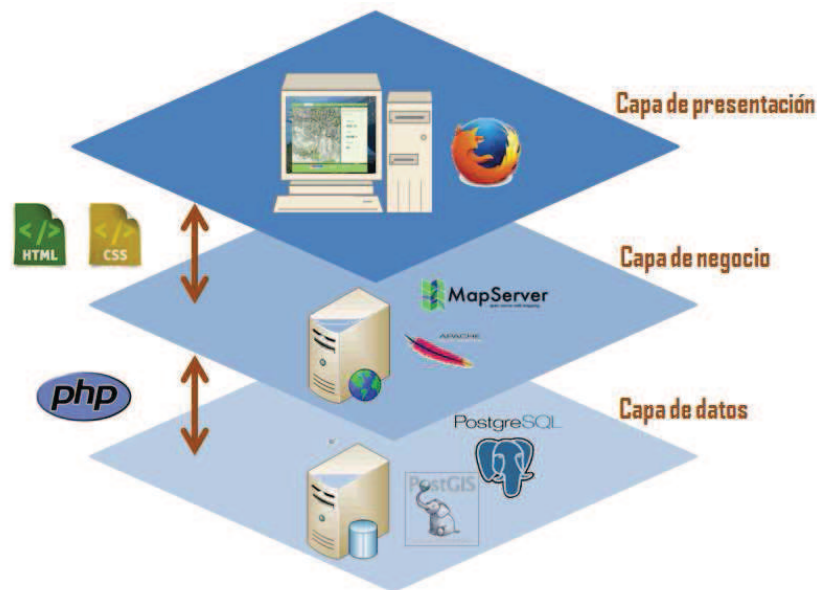 Capa de presentación
HTML
CSS
Capa de negocio
MapServer
APACHE
php
Capa de datos
PostgreSQL
PostGIS